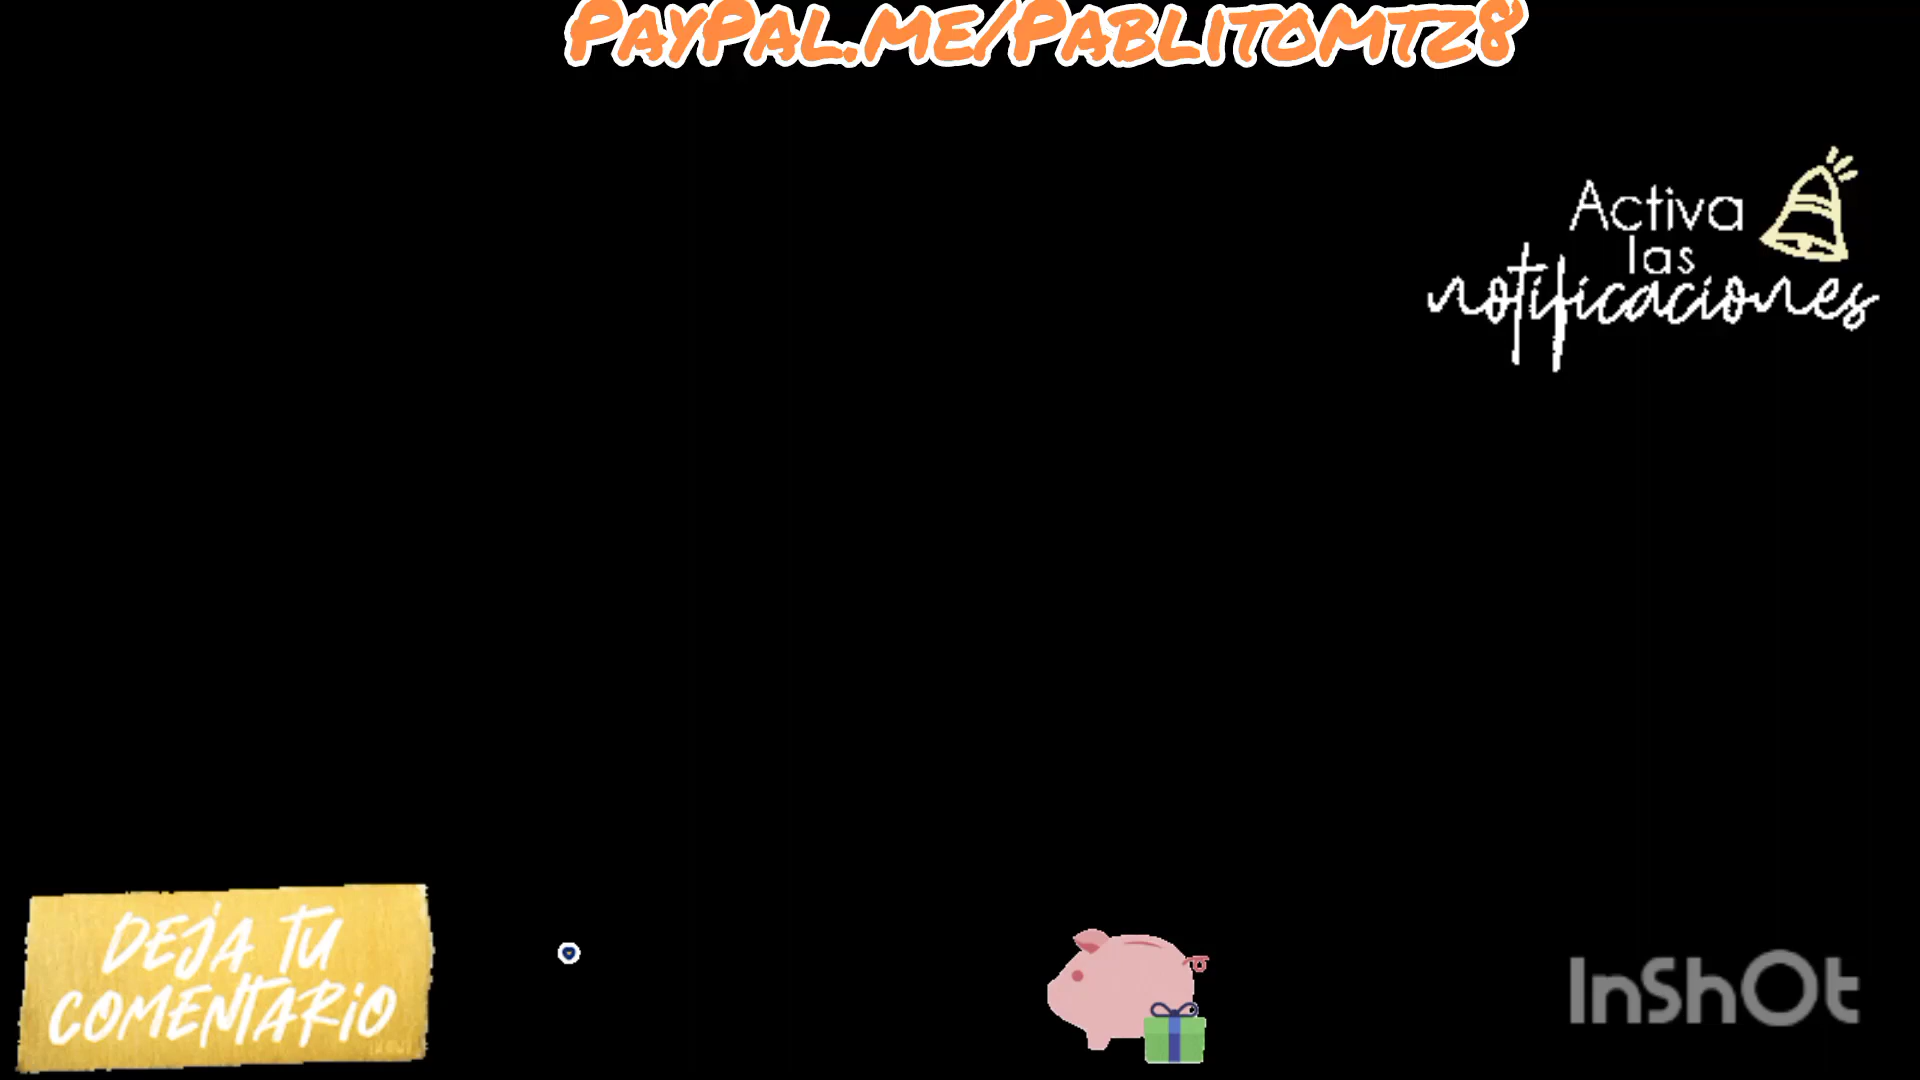 PayPal.me/Pablitomtz8
Activa
las
notificaciones
DEJA TU
COMENTARIO
InShOt